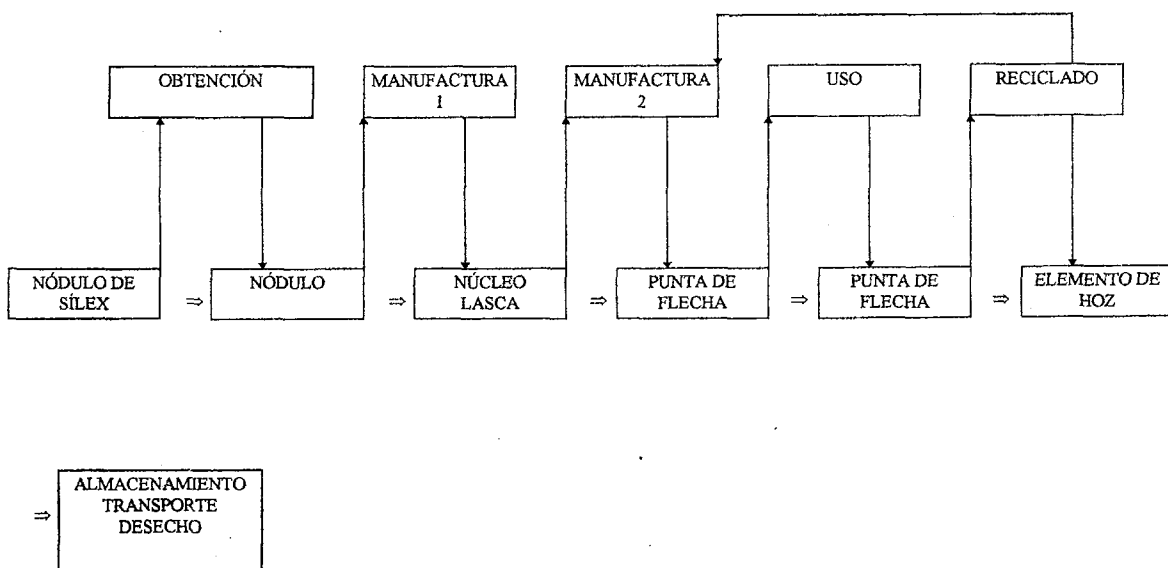 OBTENCIÓN
MANUFACTURA
1
MANUFACTURA
2
USO
RECICLADO
NÓDULO DE
SÍLEX
⇒
NÓDULO
⇒
NÚCLEO
LASCA
⇒
PUNTA DE
FLECHA
⇒
PUNTA DE
FLECHA
⇒
ELEMENTO DE
HOZ
⇒
ALMACENAMIENTO
TRANSPORTE
DESECHO